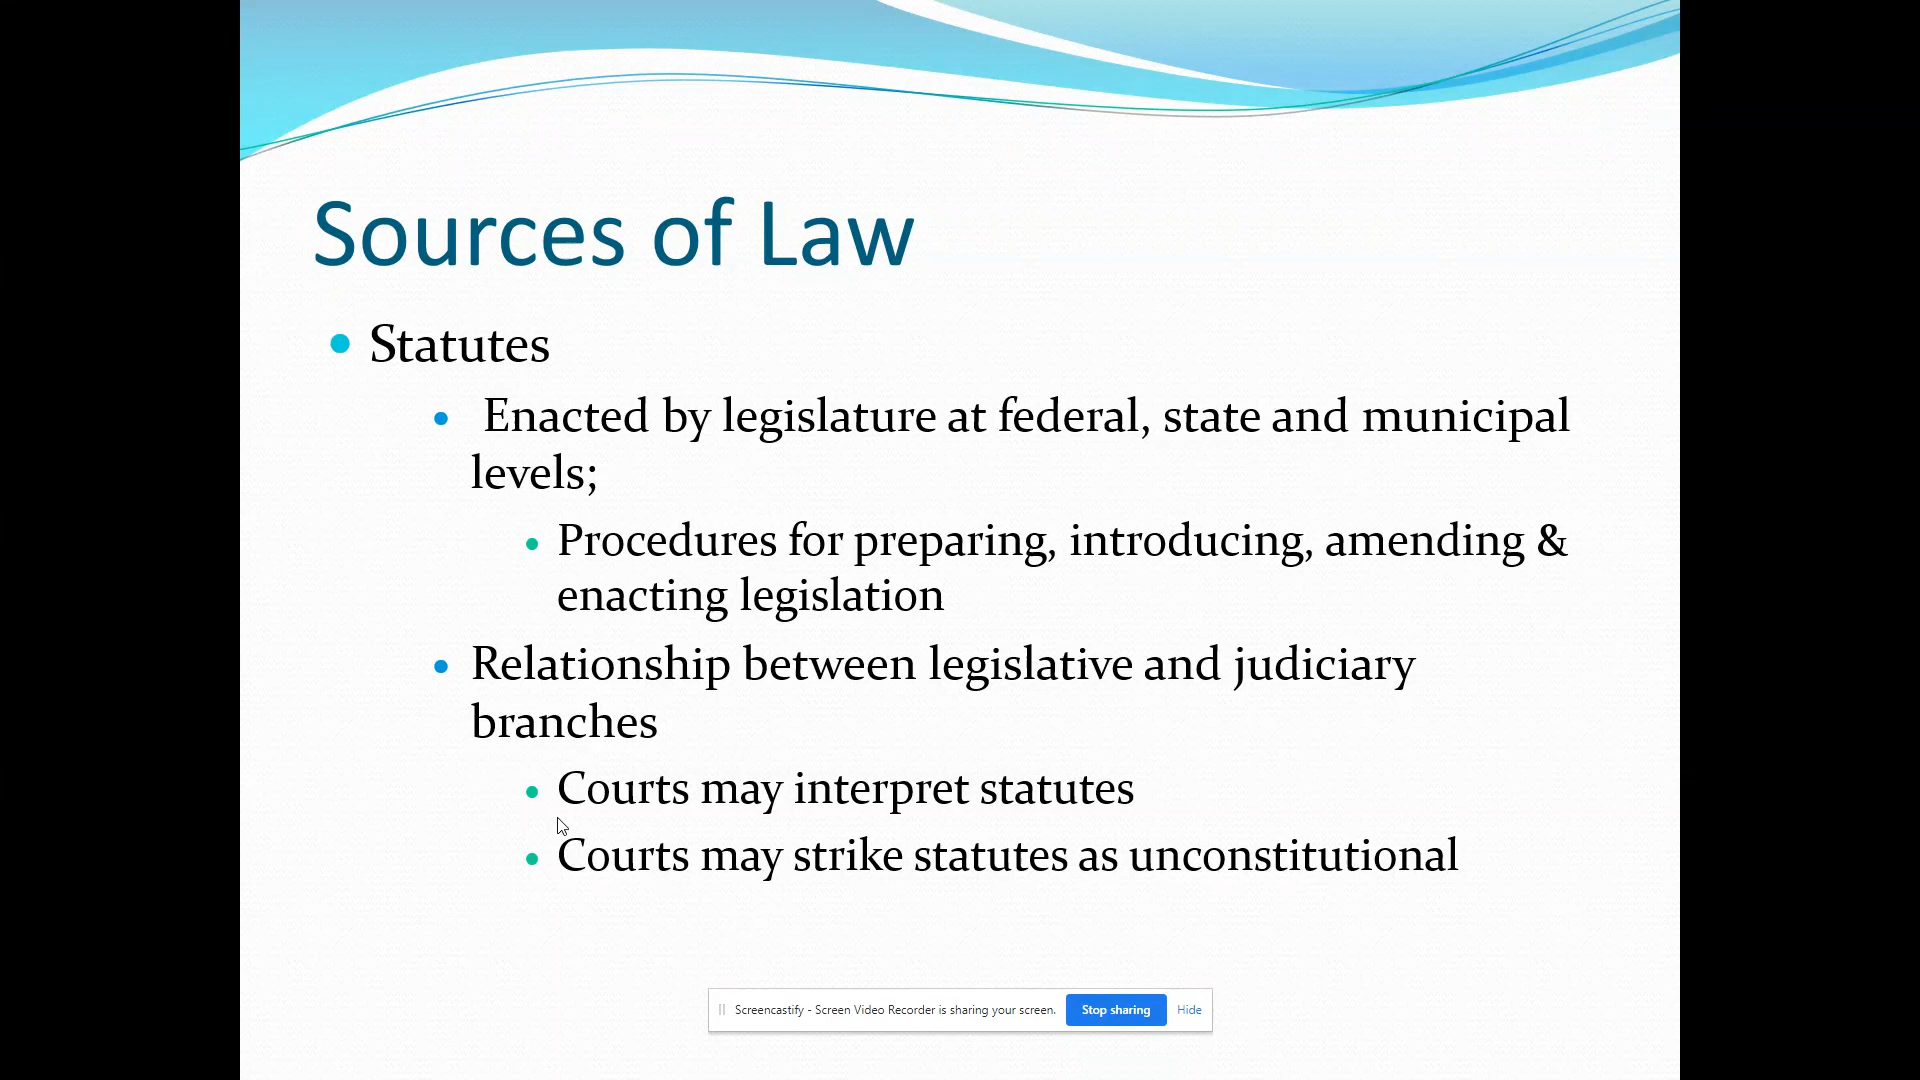 Sources of Law
• Statutes
• Enacted by legislature at federal, state and municipal
levels;
• Procedures for preparing, introducing, amending &
enacting legislation
• Relationship between legislative and judiciary
branches
• Courts may interpret statutes
• Courts may strike statutes as unconstitutional
Screencastify - Screen Video Recorder is sharing your screen. Stop sharing Hide